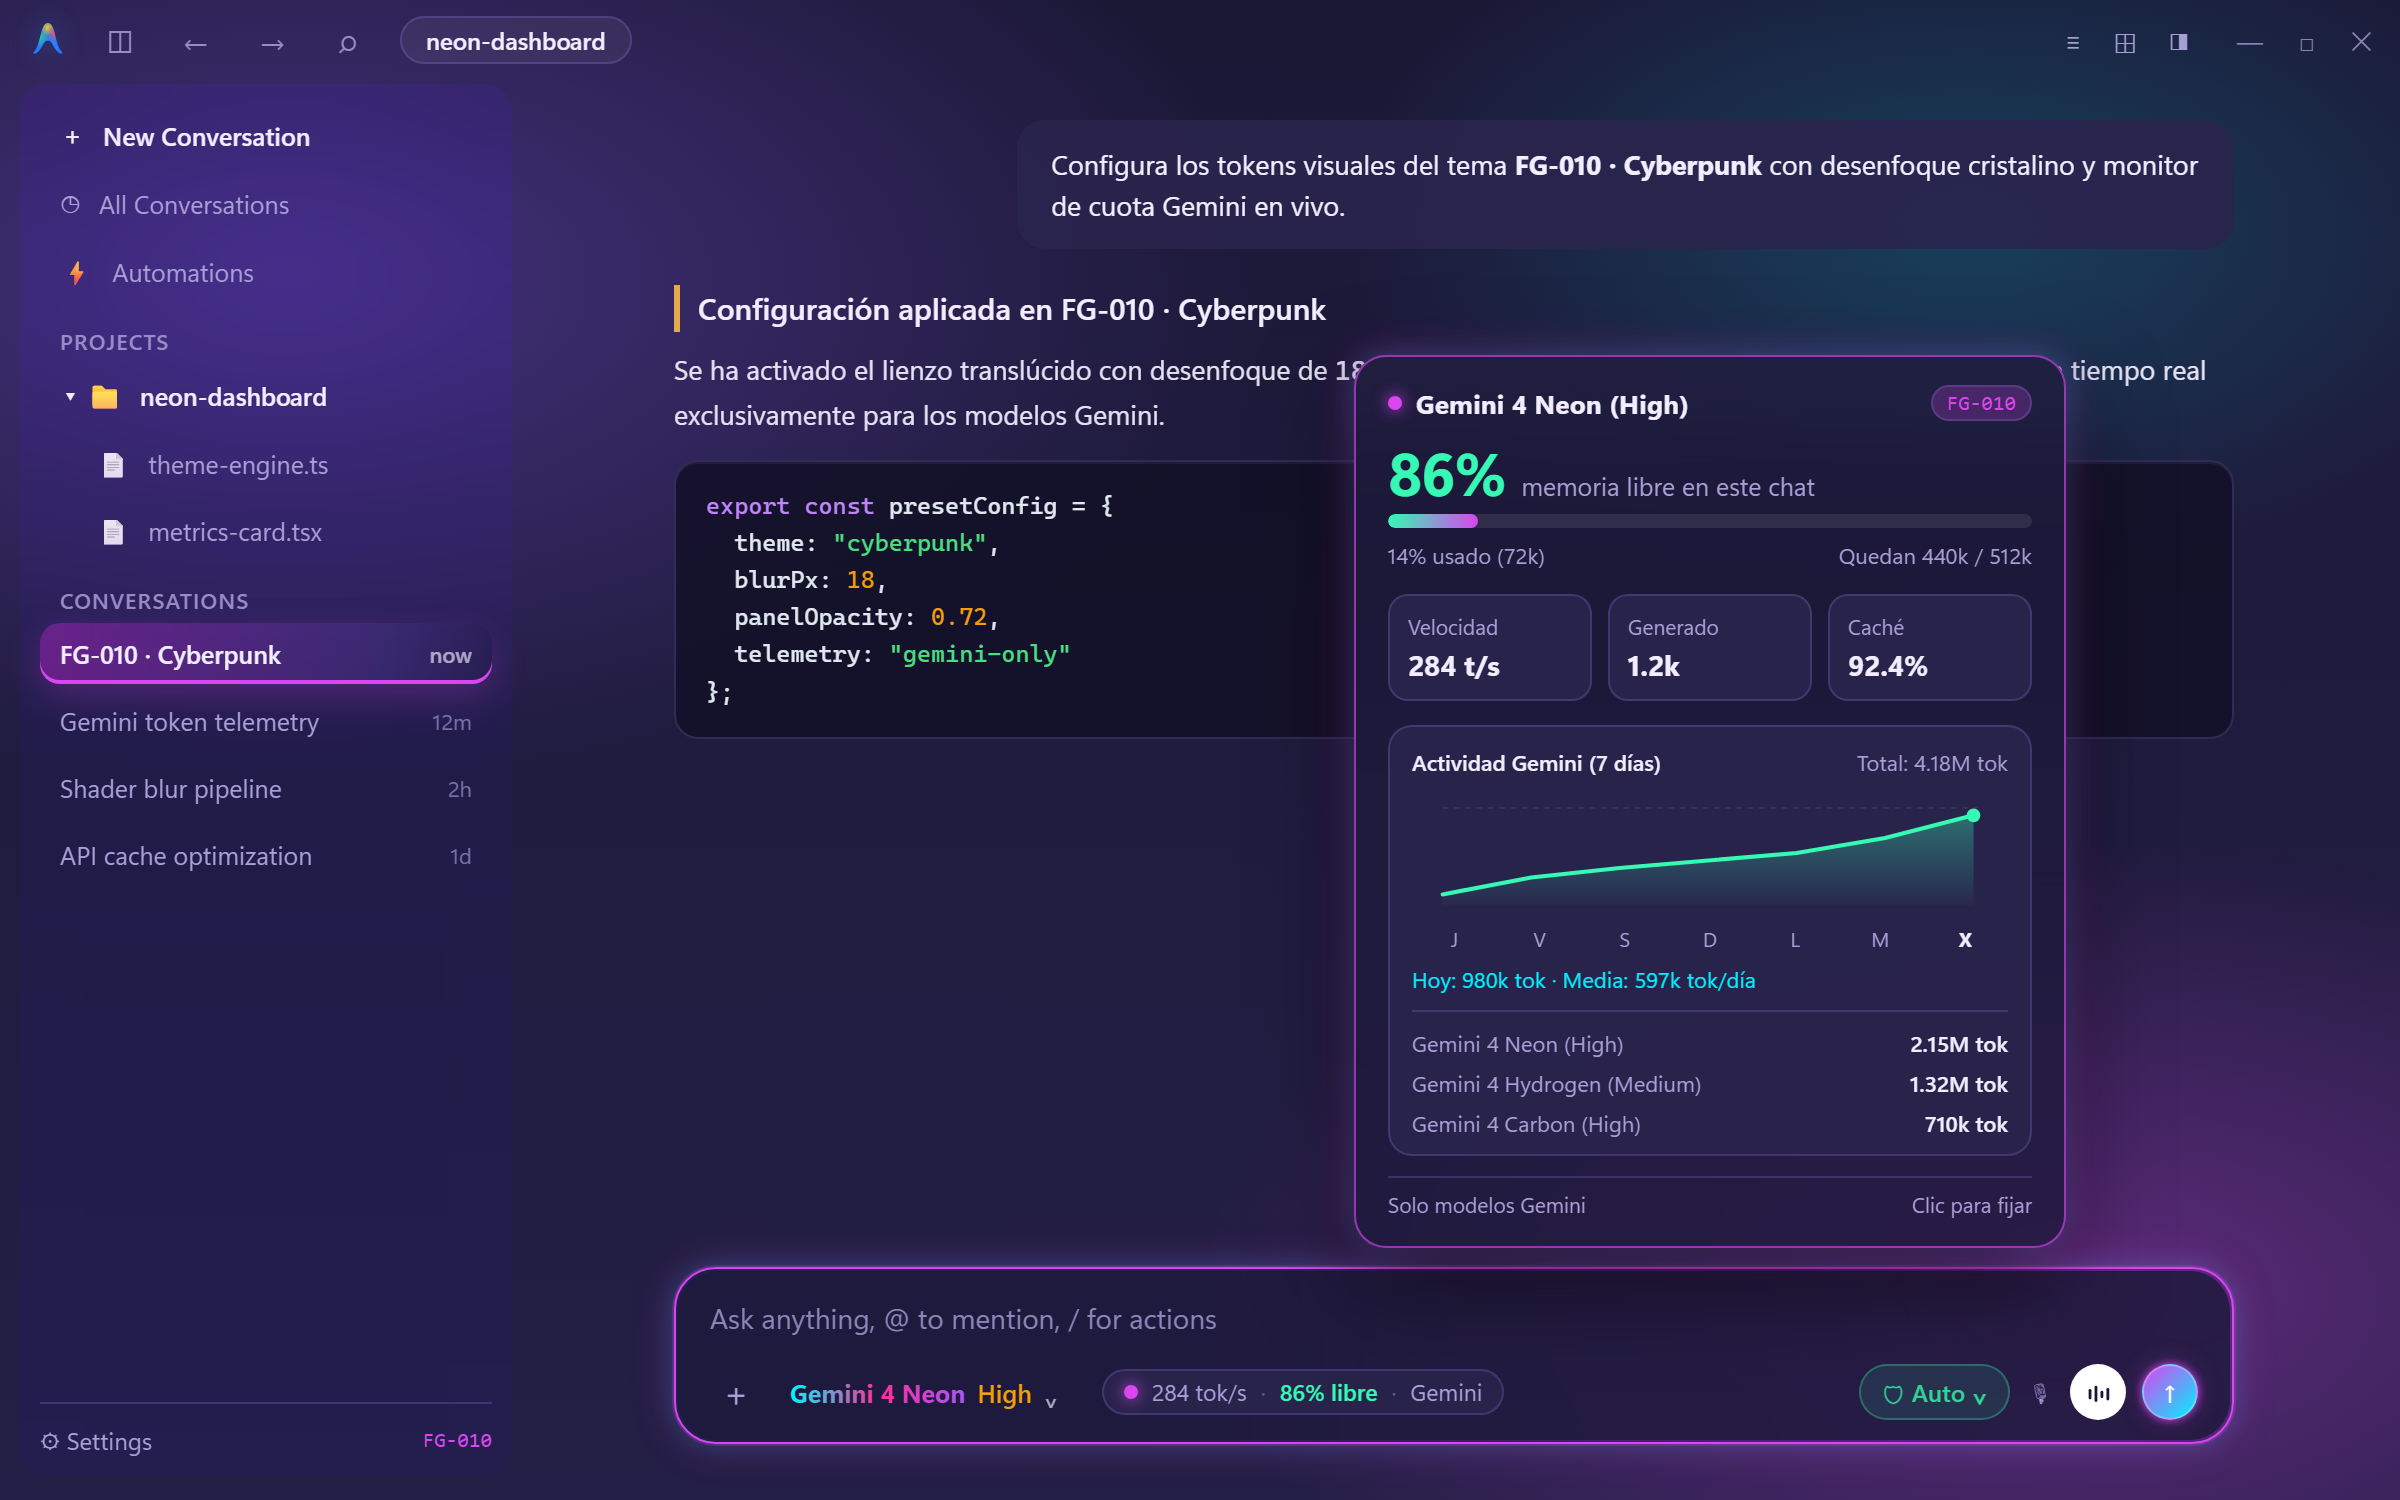 neon-dashboard
New Conversation
All Conversations
Automations
PROJECTS
neon-dashboard
theme-engine.ts
metrics-card.tsx
CONVERSATIONS
FG-010 · Cyberpunk now
Gemini token telemetry 12m
Shader blur pipeline 2h
API cache optimization 1d
Settings FG-010
Configura los tokens visuales del tema FG-010 · Cyberpunk con desenfoque cristalino y monitor
de cuota Gemini en vivo.
Configuración aplicada en FG-010 · Cyberpunk
Se ha activado el lienzo translúcido con desenfoque de 18 tiempo real
exclusivamente para los modelos Gemini.
export const presetConfig = {
theme: "cyberpunk",
blurPx: 18,
panelOpacity: 0.72,
telemetry: "gemini-only"
};
Gemini 4 Neon (High) FG-010
86% memoria libre en este chat
14% usado (72k) Quedan 440k / 512k
Velocidad Generado Caché
284 t/s 1.2k 92.4%
Actividad Gemini (7 días) Total: 4.18M tok
J V S D L M X
Hoy: 980k tok · Media: 597k tok/día
Gemini 4 Neon (High) 2.15M tok
Gemini 4 Hydrogen (Medium) 1.32M tok
Gemini 4 Carbon (High) 710k tok
Solo modelos Gemini Clic para fijar
Ask anything, @ to mention, / for actions
Gemini 4 Neon High 284 tok/s · 86% libre · Gemini Auto